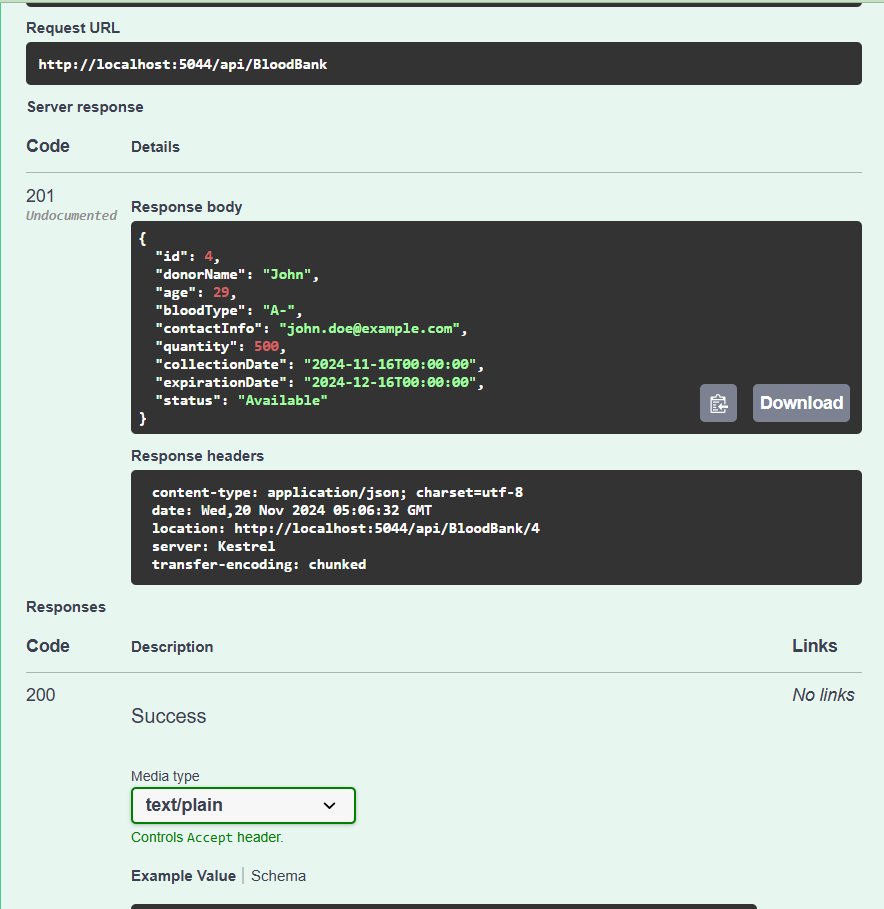 Request URL
http://localhost:5044/api/BloodBank
Server response
Code Details
201
Undocumented
Response body
{
  "id": 4,
  "donorName": "John",
  "age": 29,
  "bloodType": "A-",
  "contactInfo": "john.doe@example.com",
  "quantity": 500,
  "collectionDate": "2024-11-16T00:00:00",
  "expirationDate": "2024-12-16T00:00:00",
  "status": "Available"
}
Download
Response headers
content-type: application/json; charset=utf-8
date: Wed,20 Nov 2024 05:06:32 GMT
location: http://localhost:5044/api/BloodBank/4
server: Kestrel
transfer-encoding: chunked
Responses
Code Description Links
200 No links
Success
Media type
text/plain
Controls Accept header.
Example Value Schema